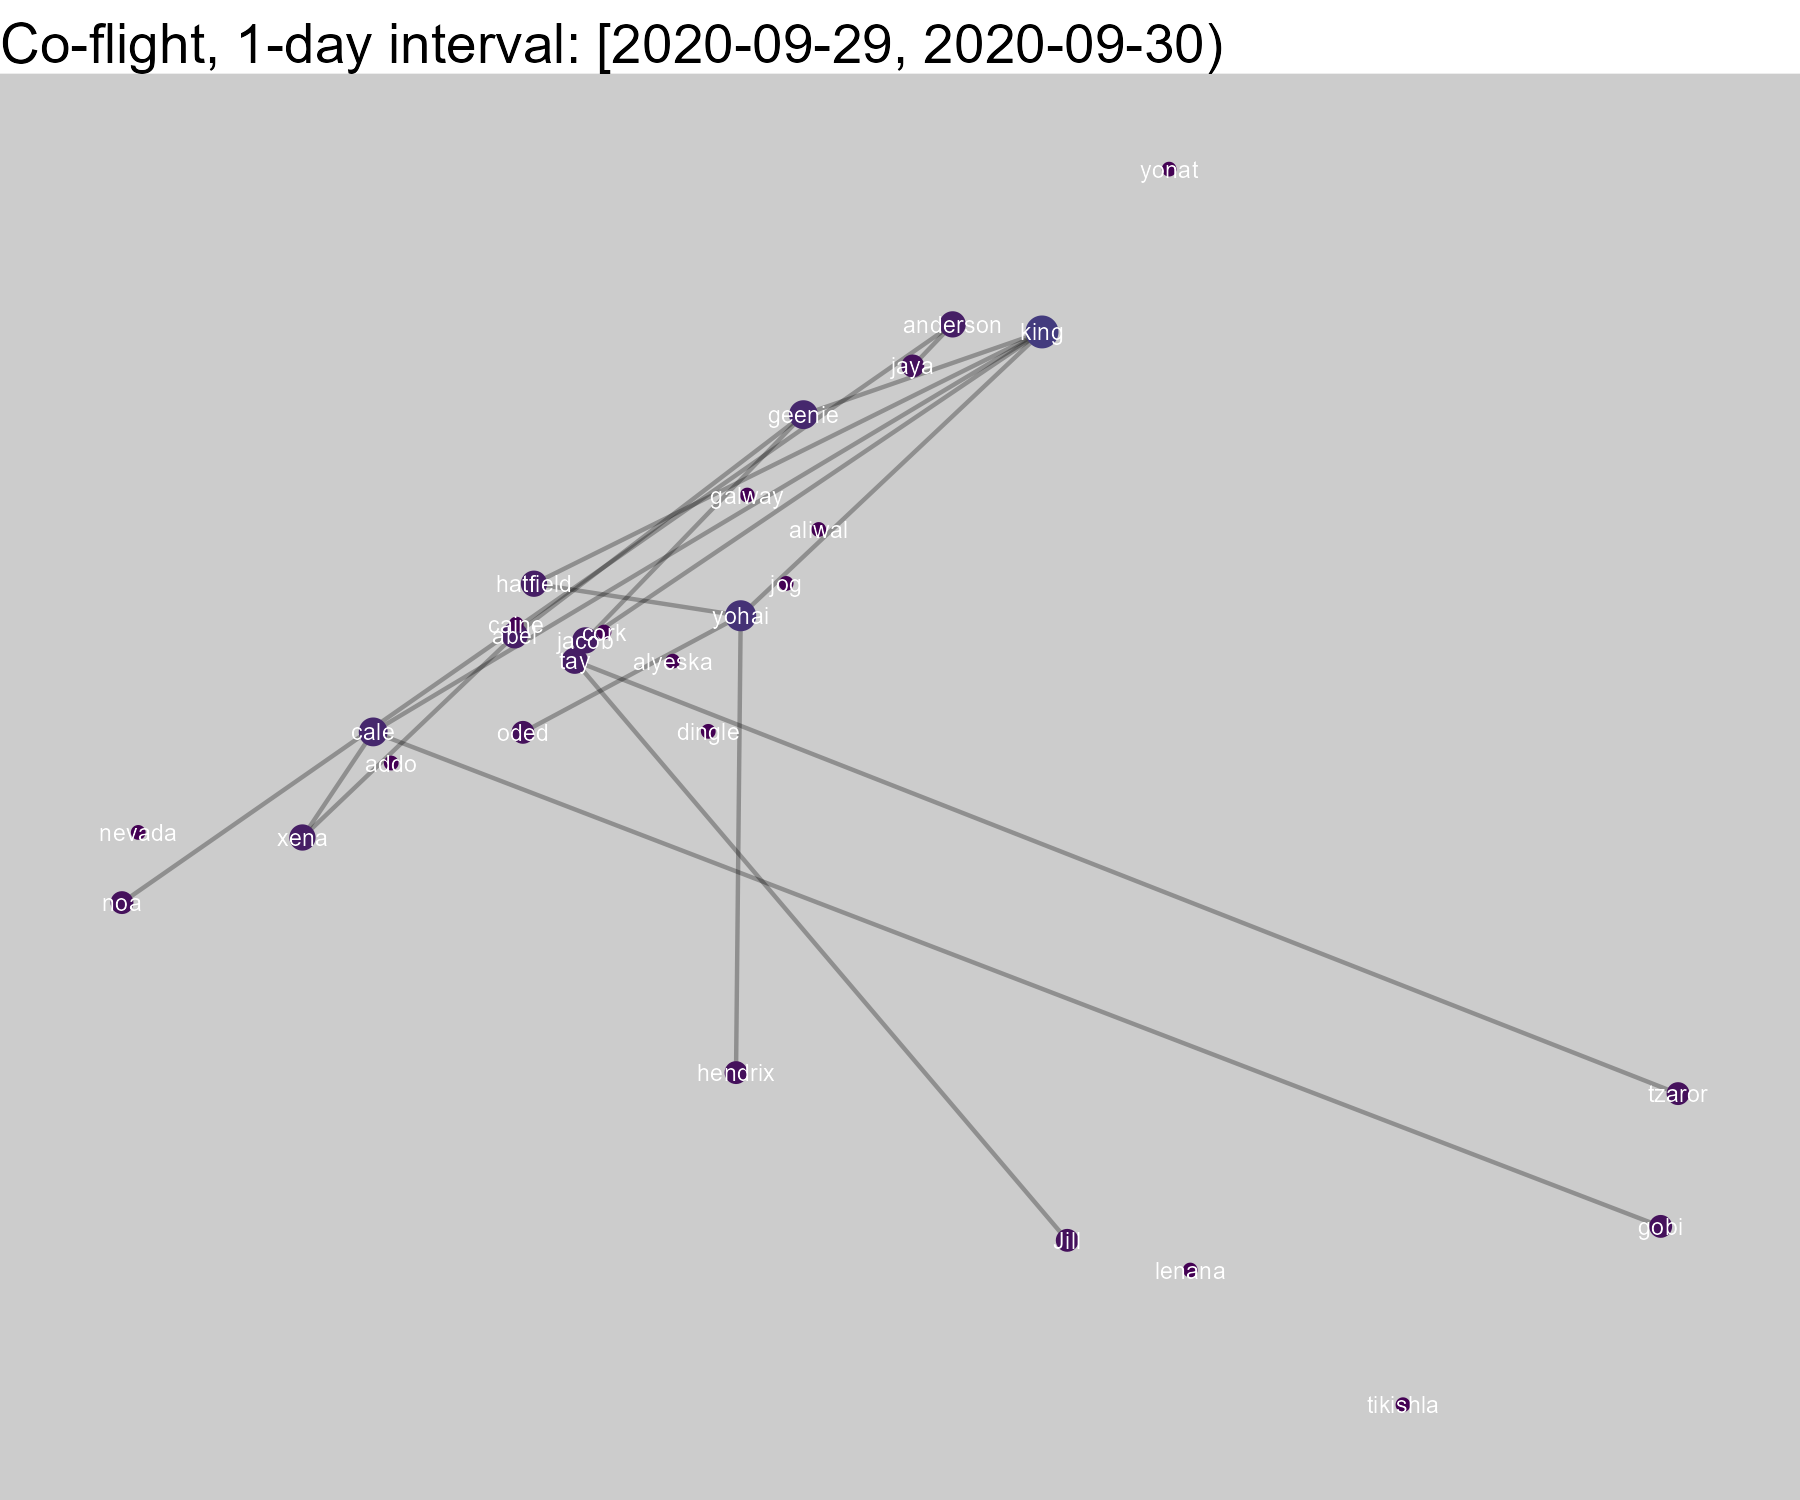 Co-flight, 1-day interval: [2020-09-29, 2020-09-30)
yonat
anderson
king
jaya
geenie
galway
aliwal
hatfield
jog
yohai
caine
abel
jacob
cork
tay
alyeska
cale
oded
dingle
addo
nevada
xena
noa
hendrix
tzaror
gobi
Jill
lenana
tikishla